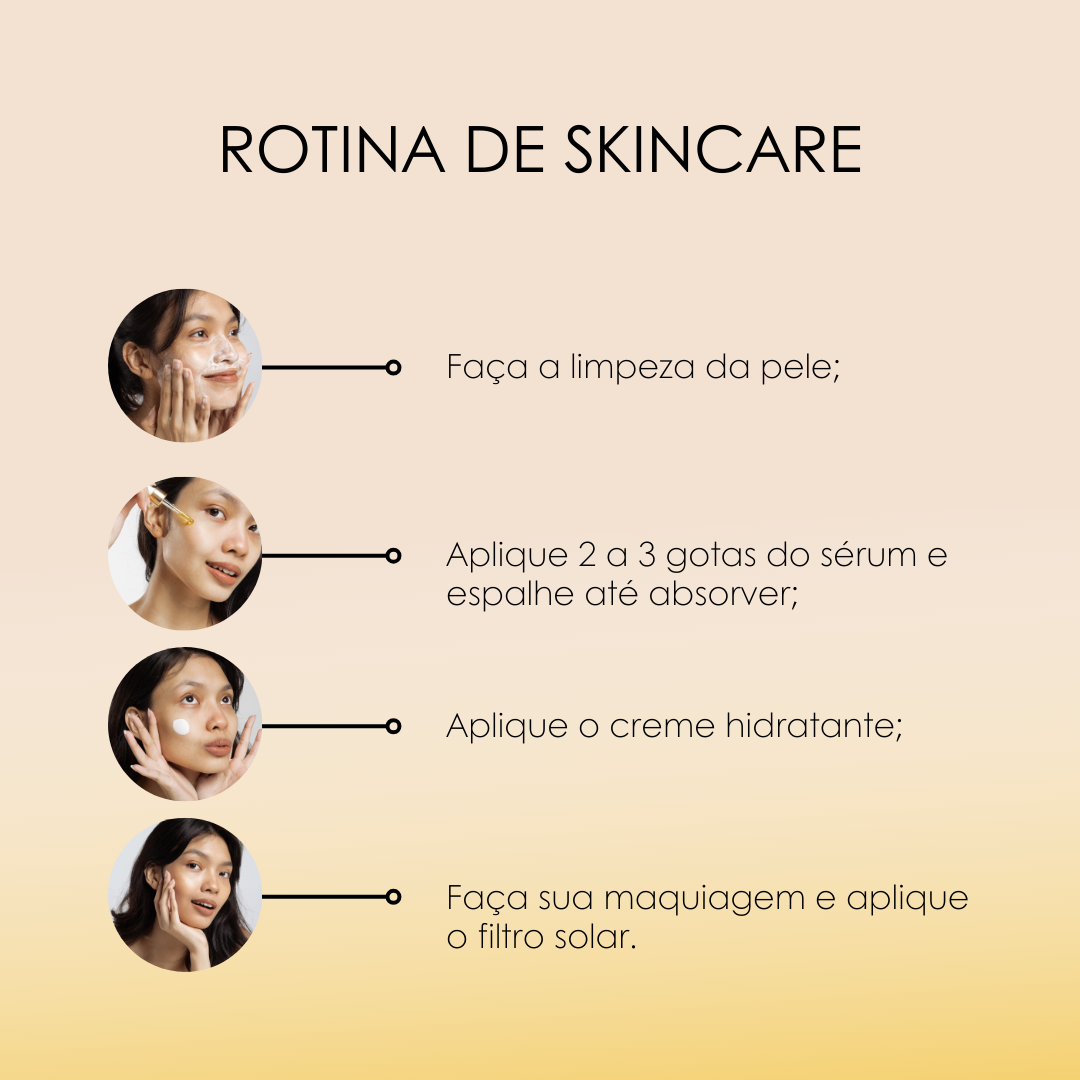 ROTINA DE SKINCARE
Faça a limpeza da pele;
Aplique 2 a 3 gotas do sérum e
espalhe até absorver;
Aplique o creme hidratante;
Faça sua maquiagem e aplique
o filtro solar.